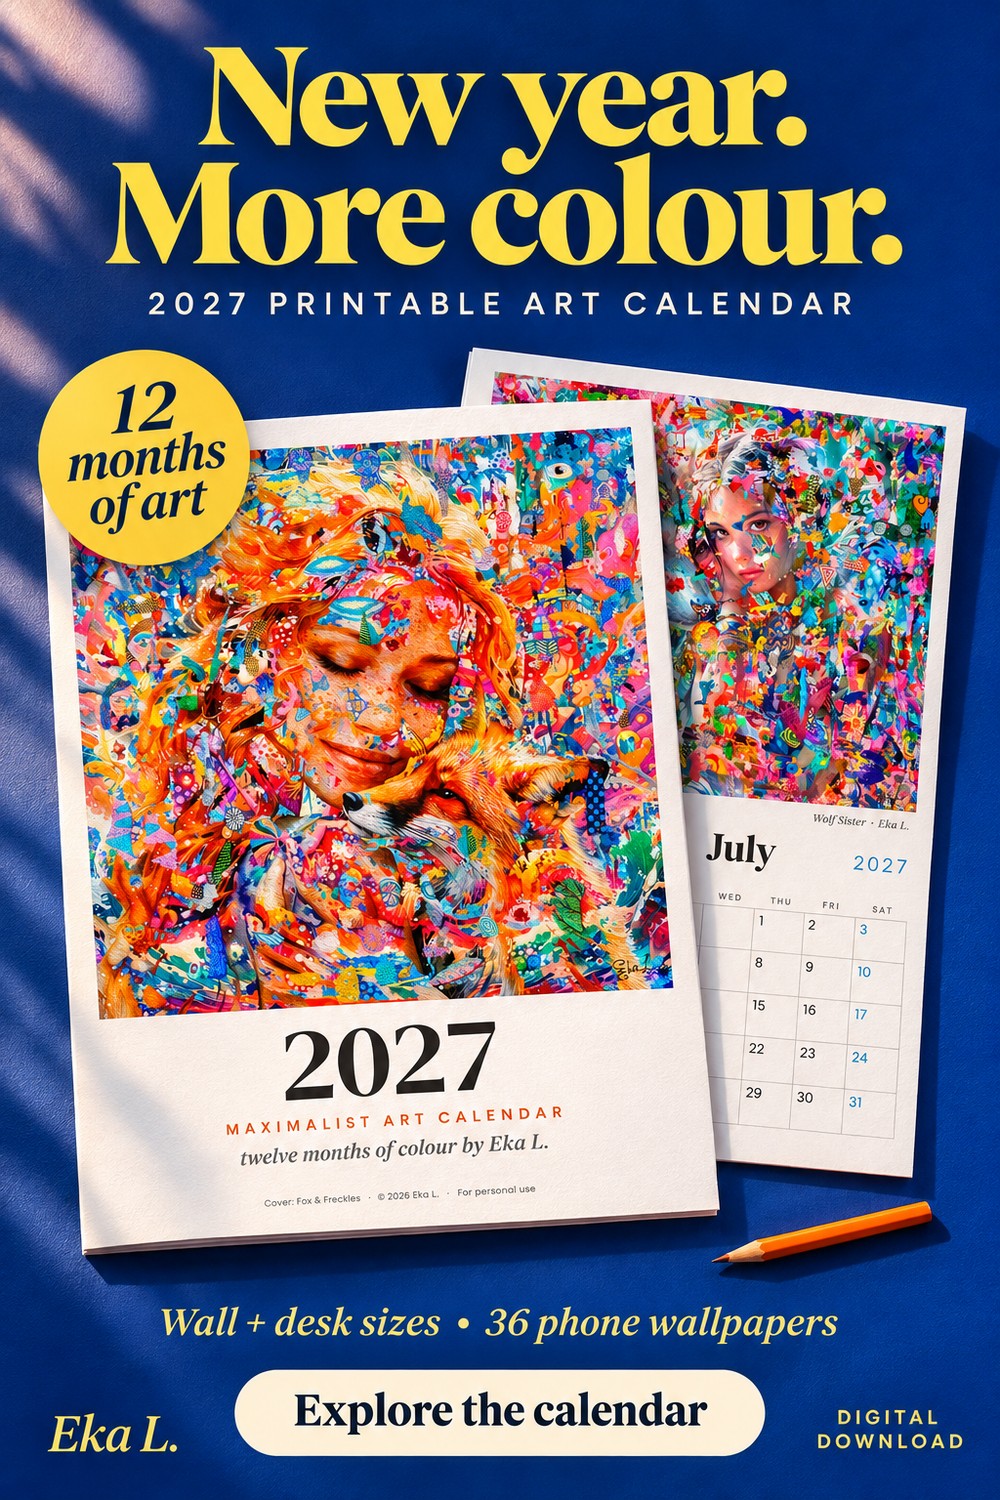 New year.
More colour.
2027 PRINTABLE ART CALENDAR
12
months
of art
Wolf Sister · Eka L.
July 2027
WED THU FRI SAT
1 2 3
8 9 10
15 16 17
22 23 24
29 30 31
2027
MAXIMALIST ART CALENDAR
twelve months of colour by Eka L.
Cover: Fox & Freckles · © 2026 Eka L. · For personal use
Wall + desk sizes • 36 phone wallpapers
Explore the calendar
Eka L.
DIGITAL
DOWNLOAD